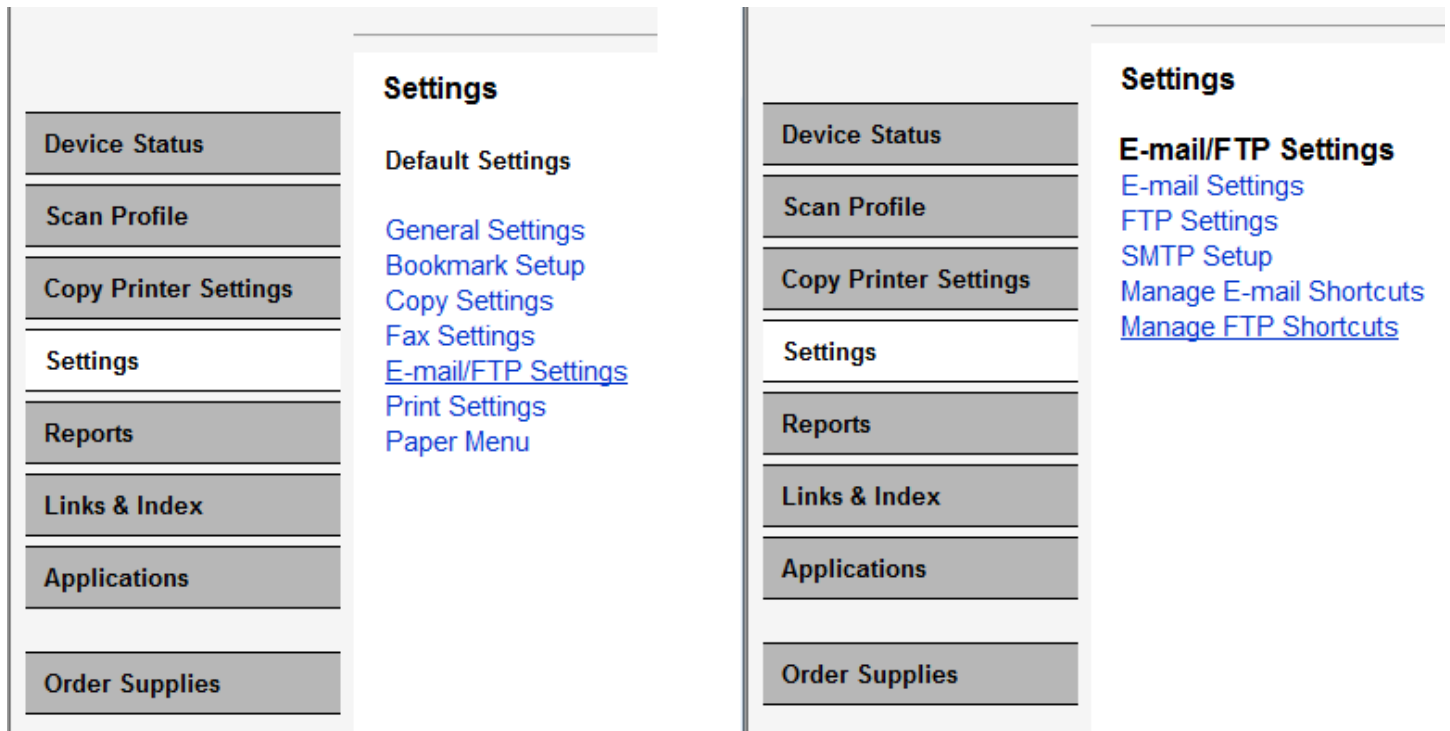 Device Status
Scan Profile
Copy Printer Settings
Settings
Reports
Links & Index
Applications
Order Supplies
Settings
Default Settings
General Settings
Bookmark Setup
Copy Settings
Fax Settings
E-mail/FTP Settings
Print Settings
Paper Menu
Device Status
Scan Profile
Copy Printer Settings
Settings
Reports
Links & Index
Applications
Order Supplies
Settings
E-mail/FTP Settings
E-mail Settings
FTP Settings
SMTP Setup
Manage E-mail Shortcuts
Manage FTP Shortcuts